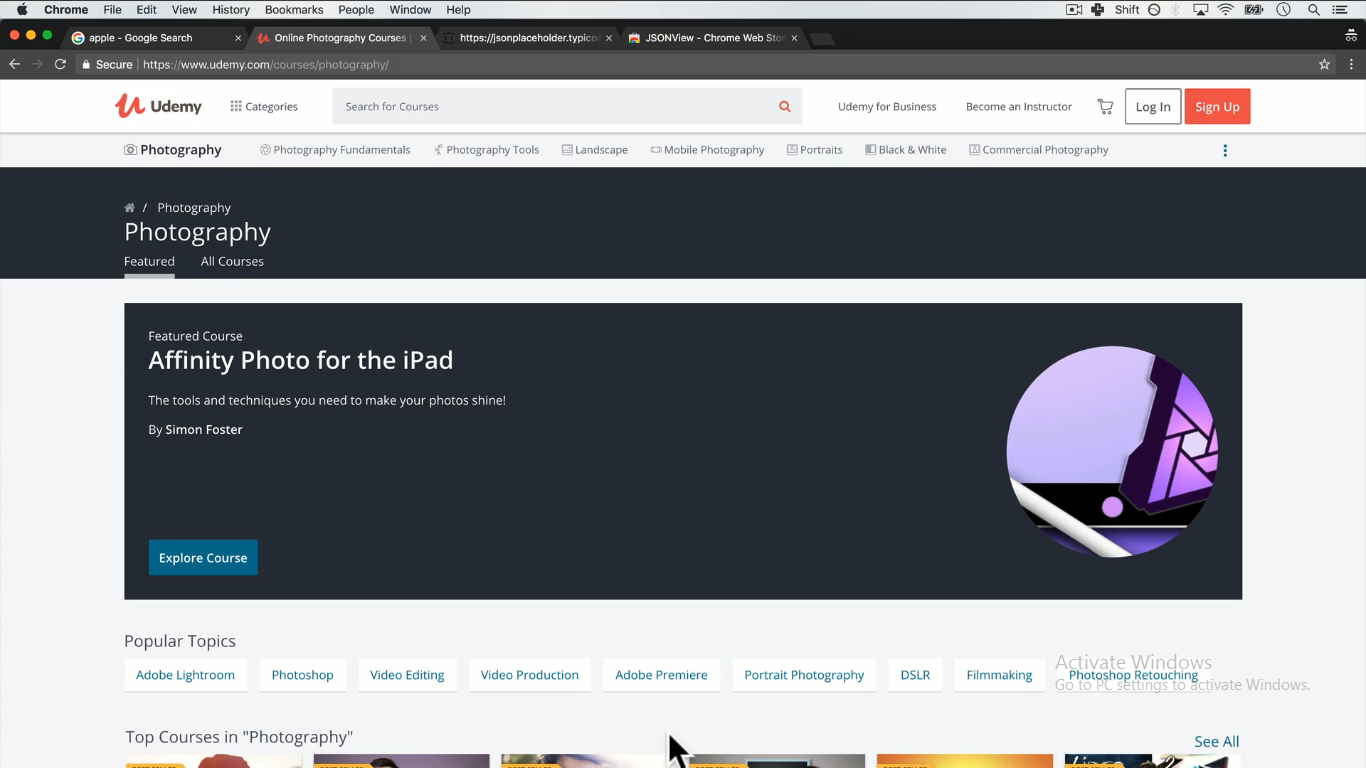 Chrome File Edit View History Bookmarks People Window Help Shift
apple - Google Search
Online Photography Courses |
https://jsonplaceholder.typico
JSONView - Chrome Web Stor
Secure https://www.udemy.com/courses/photography/
Udemy Categories Search for Courses Udemy for Business Become an Instructor Log In Sign Up
Photography Photography Fundamentals Photography Tools Landscape Mobile Photography Portraits Black & White Commercial Photography
/ Photography
Photography
Featured All Courses
Featured Course
Affinity Photo for the iPad
The tools and techniques you need to make your photos shine!
By Simon Foster
Explore Course
Popular Topics
Adobe Lightroom Photoshop Video Editing Video Production Adobe Premiere Portrait Photography DSLR Filmmaking Photoshop Retouching
Activate Windows
Go to PC settings to activate Windows.
Top Courses in "Photography" See All